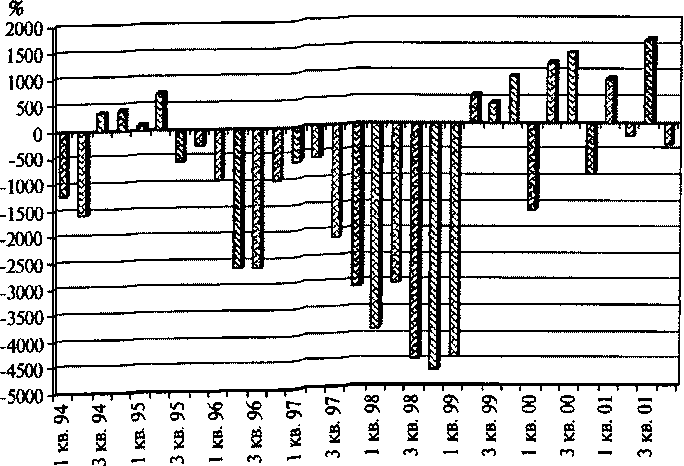 %
2000
1500
1000
500
0
-500
-1000
-1500
-2000
-2500
-3000
-3500
-4000
-4500
-5000
1 кв. 94
3 кв. 94
1 кв. 95
3 кв. 95
1 кв. 96
3 кв. 96
1 кв. 97
3 кв. 97
1 кв. 98
3 кв. 98
1 кв. 99
3 кв. 99
1 кв. 00
3 кв. 00
1 кв. 01
3 кв. 01